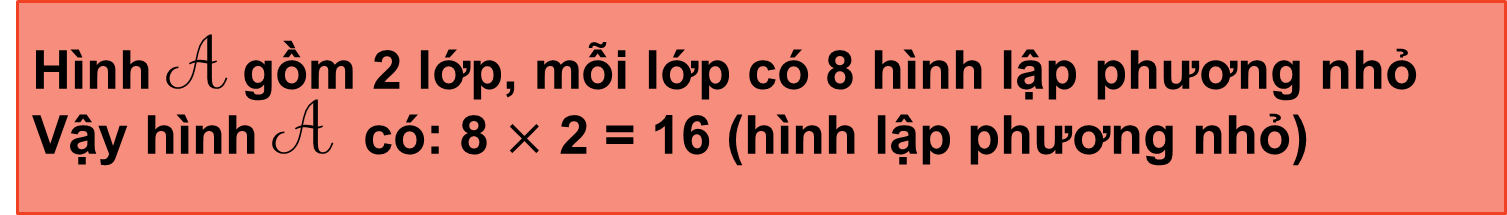 Hình 𝒜 gồm 2 lớp, mỗi lớp có 8 hình lập phương nhỏ
Vậy hình 𝒜 có: 8 × 2 = 16 (hình lập phương nhỏ)